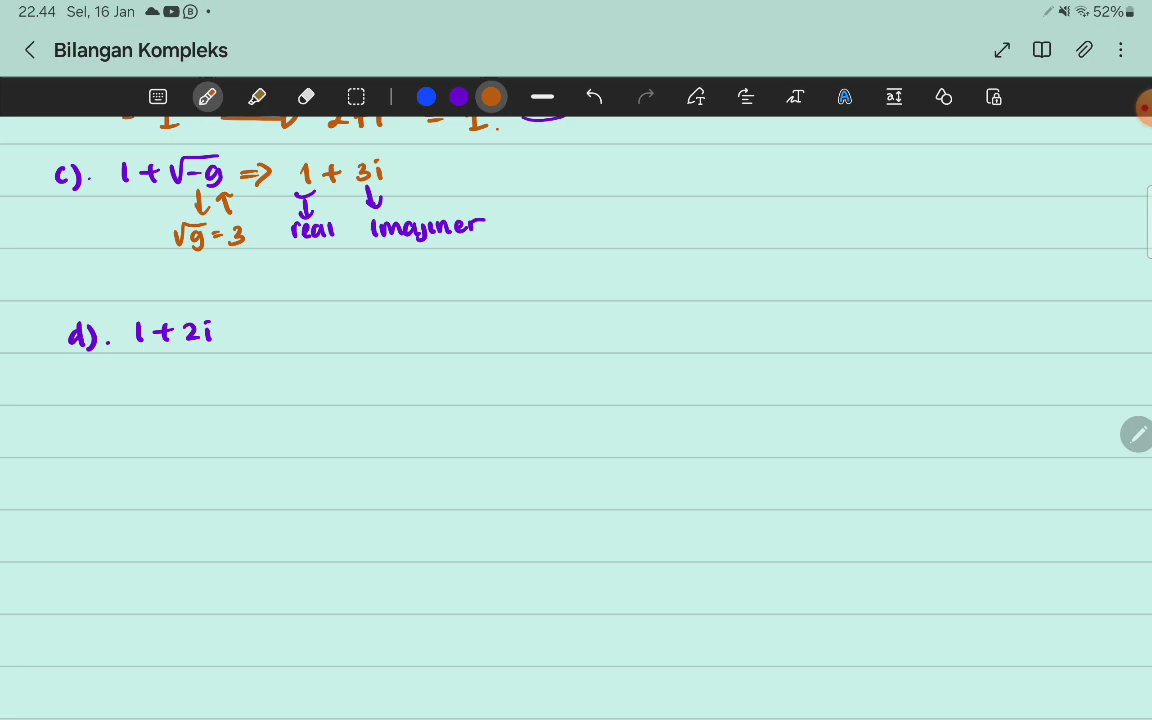 22.44 Sel, 16 Jan 52%
Bilangan Kompleks
c). 1 + √-9 => 1 + 3i
√9 = 3 real Imajiner
d). 1 + 2i